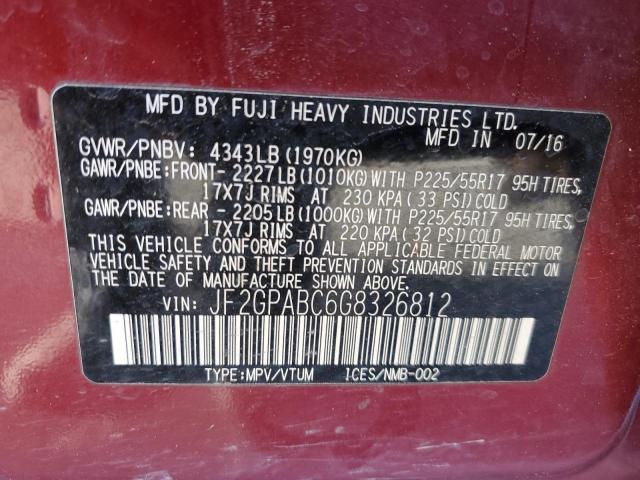 MFD BY FUJI HEAVY INDUSTRIES LTD.
MFD IN 07/16
GVWR/PNBV: 4343LB (1970KG)
GAWR/PNBE:FRONT-2227LB(1010KG)WITH P225/55R17 95H TIRES,
17X7J RIMS AT 230 KPA(33 PSI)COLD
GAWR/PNBE:REAR -2205LB(1000KG)WITH P225/55R17 95H TIRES,
17X7J RIMS AT 220 KPA(32 PSI)COLD
THIS VEHICLE CONFORMS TO ALL APPLICABLE FEDERAL MOTOR
VEHICLE SAFETY AND THEFT PREVENTION STANDARDS IN EFFECT ON
THE DATE OF MANUFACTURE SHOWN ABOVE.
VIN: JF2GPABC6G8326812
TYPE:MPV/VTUM ICES/NMB-002